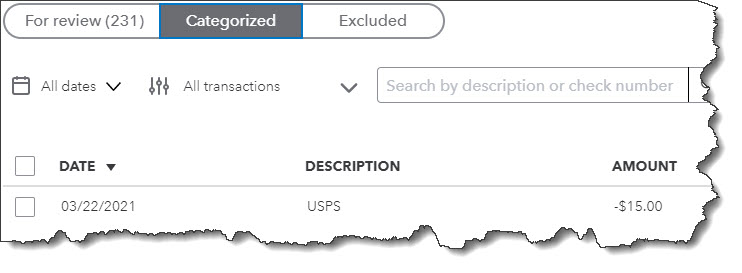 For review (231) Categorized Excluded
All dates All transactions Search by description or check number
DATE DESCRIPTION AMOUNT
03/22/2021 USPS -$15.00